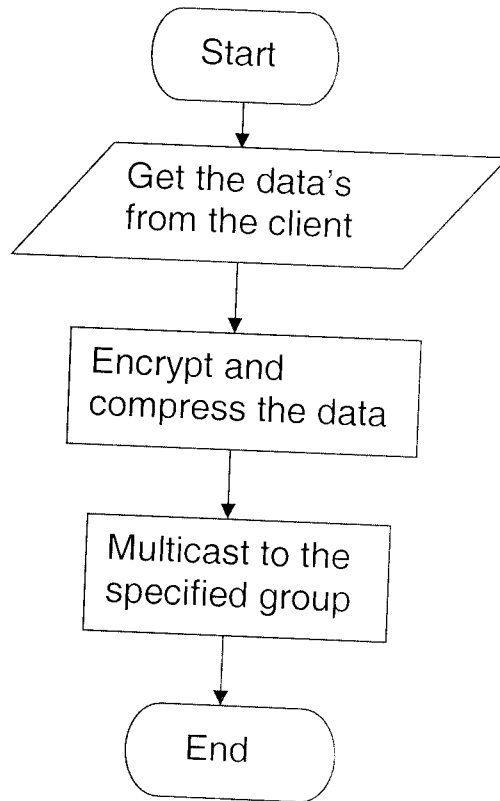 Start
Get the data's
from the client
Encrypt and
compress the data
Multicast to the
specified group
End